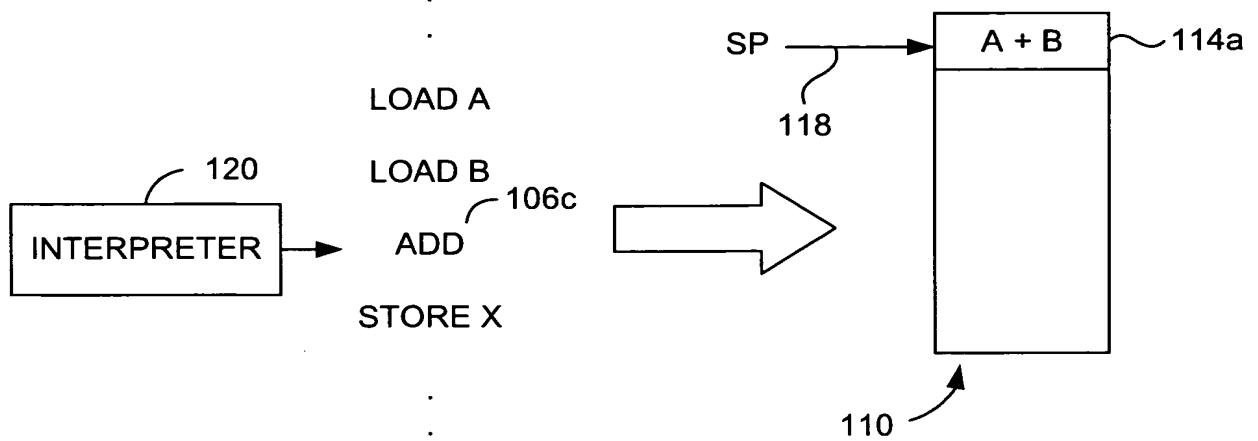 SP
A + B
114a
118
LOAD A
LOAD B
120
106c
INTERPRETER
ADD
STORE X
110